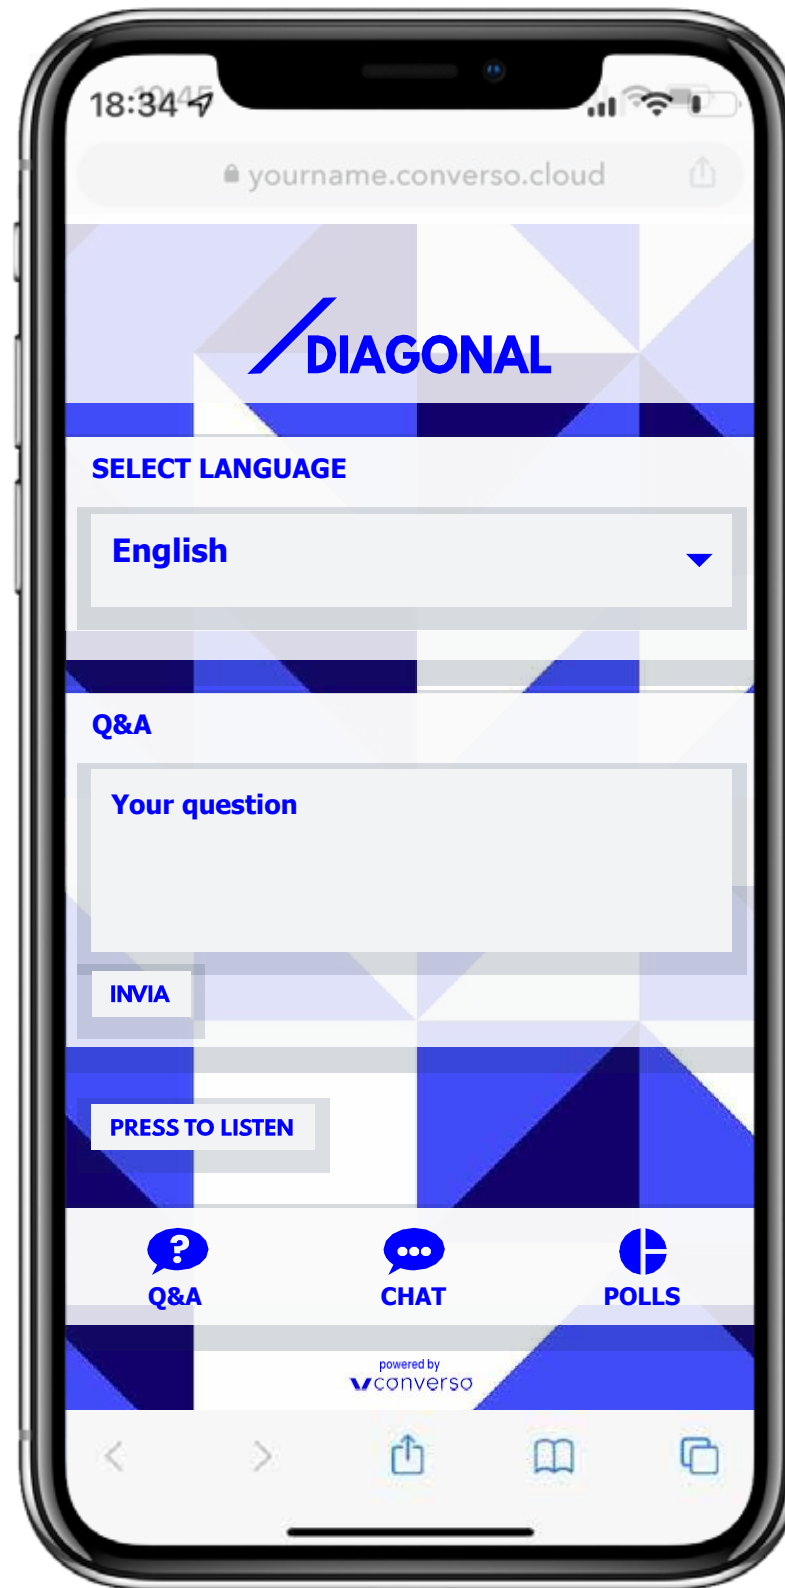 18:34
yourname.converso.cloud
DIAGONAL
SELECT LANGUAGE
English
Q&A
Your question
INVIA
PRESS TO LISTEN
Q&A
CHAT
POLLS
powered by
converso